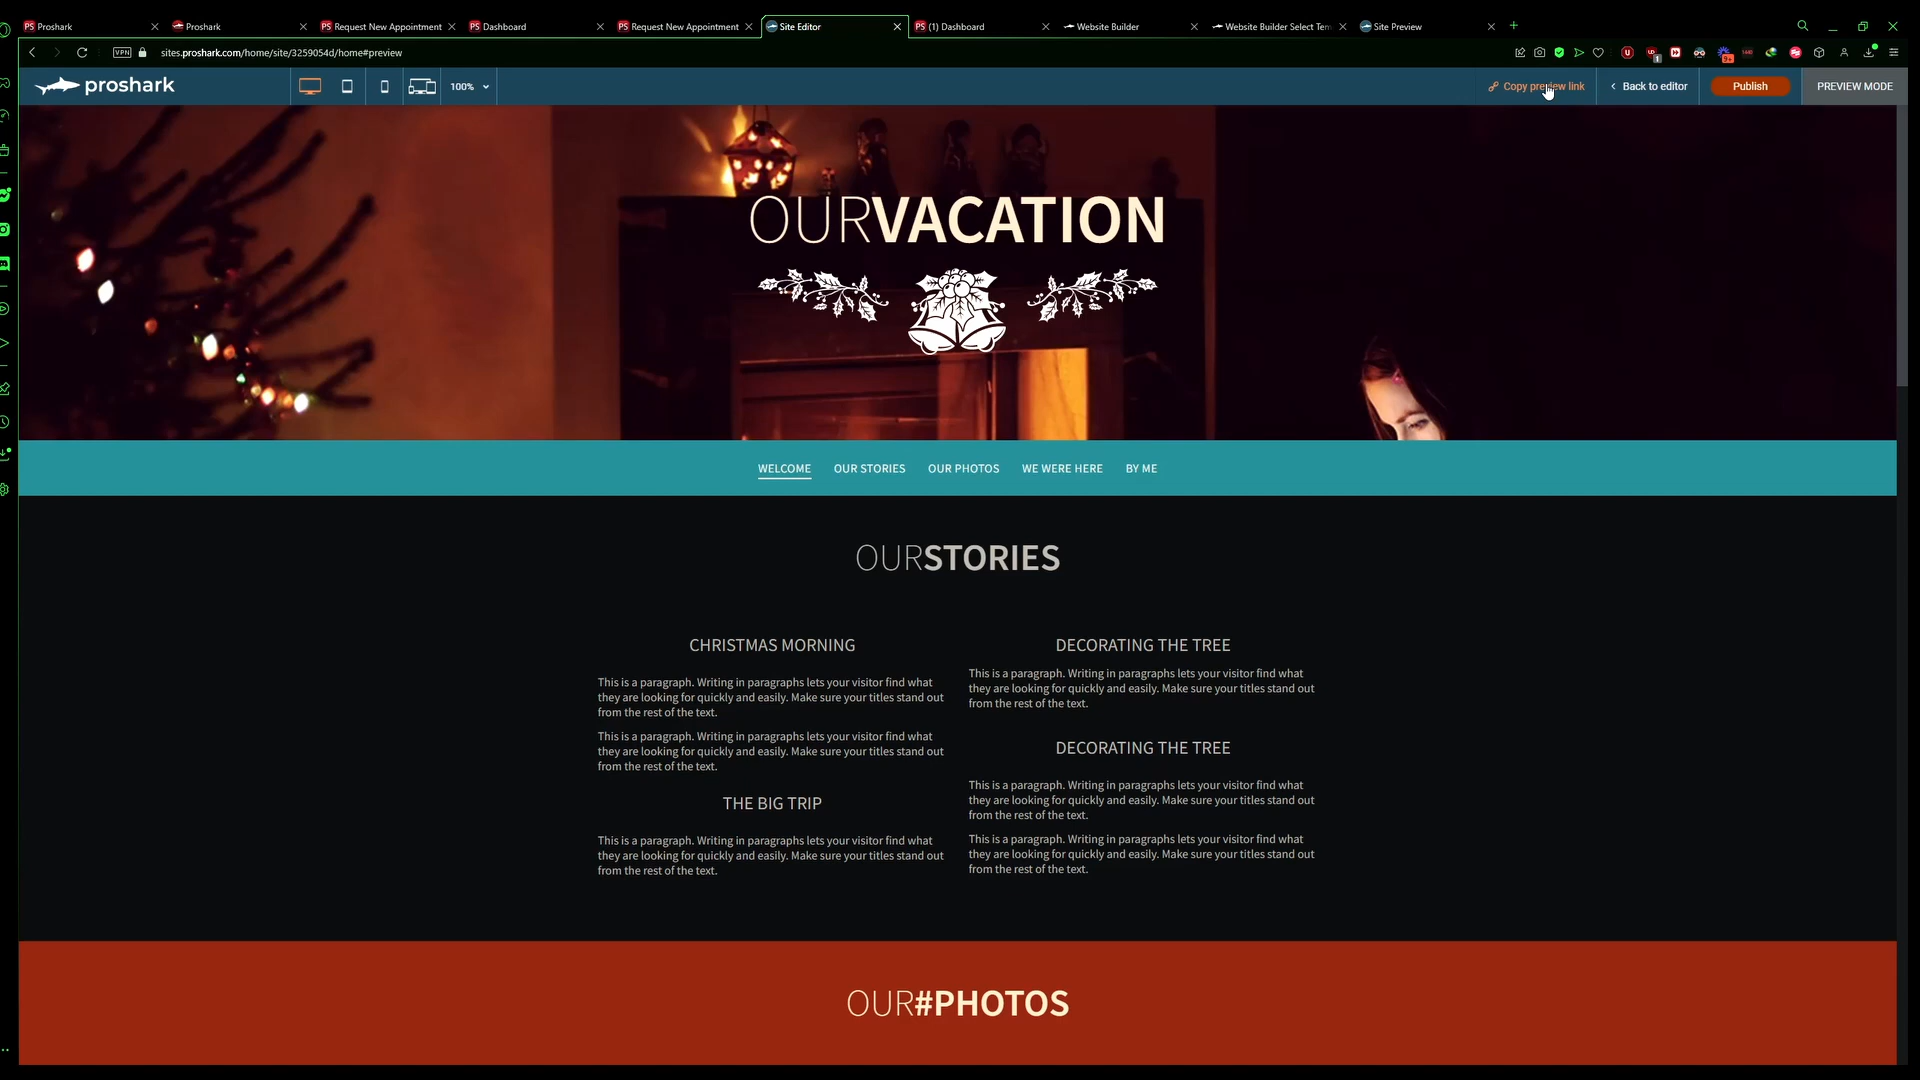 Proshark
Proshark
Request New Appointment
Dashboard
Request New Appointment
Site Editor
(1) Dashboard
Website Builder
Website Builder Select Tem
Site Preview
VPN
sites.proshark.com/home/site/3259054d/home#preview
proshark
100%
Copy preview link
Back to editor
Publish
PREVIEW MODE
OURVACATION
WELCOME
OUR STORIES
OUR PHOTOS
WE WERE HERE
BY ME
OURSTORIES
CHRISTMAS MORNING
This is a paragraph. Writing in paragraphs lets your visitor find what
they are looking for quickly and easily. Make sure your titles stand out
from the rest of the text.
This is a paragraph. Writing in paragraphs lets your visitor find what
they are looking for quickly and easily. Make sure your titles stand out
from the rest of the text.
THE BIG TRIP
This is a paragraph. Writing in paragraphs lets your visitor find what
they are looking for quickly and easily. Make sure your titles stand out
from the rest of the text.
DECORATING THE TREE
This is a paragraph. Writing in paragraphs lets your visitor find what
they are looking for quickly and easily. Make sure your titles stand out
from the rest of the text.
DECORATING THE TREE
This is a paragraph. Writing in paragraphs lets your visitor find what
they are looking for quickly and easily. Make sure your titles stand out
from the rest of the text.
This is a paragraph. Writing in paragraphs lets your visitor find what
they are looking for quickly and easily. Make sure your titles stand out
from the rest of the text.
OUR#PHOTOS